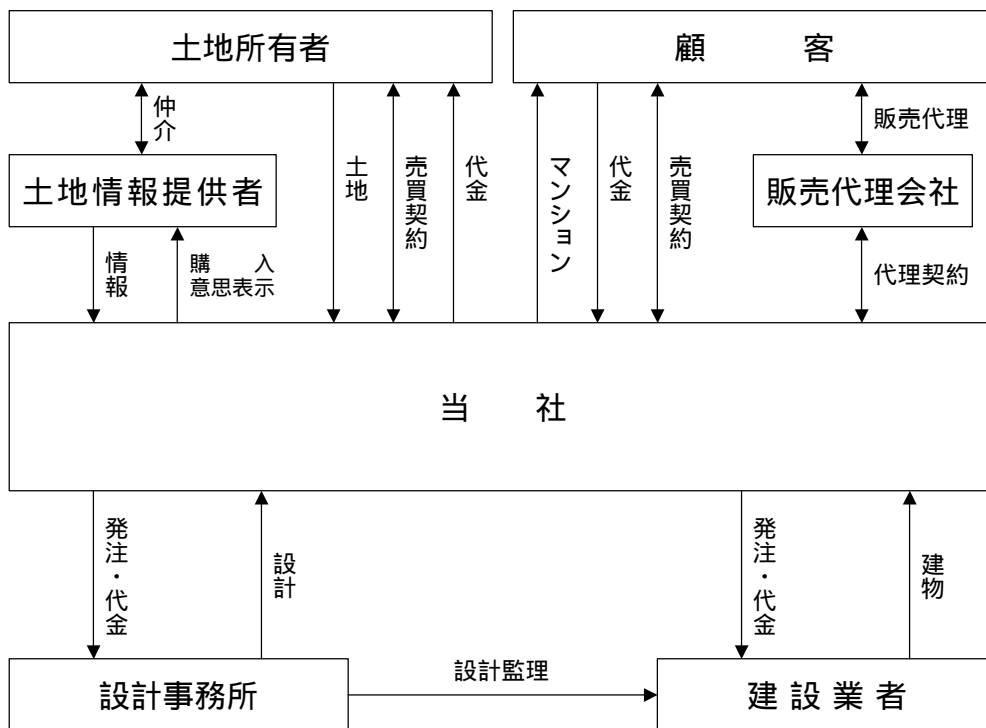 土地所有者
顧　　客
仲介
土地
売買契約
代金
マンション
代金
売買契約
販売代理
土地情報提供者
販売代理会社
情報
購　入
意思表示
代理契約
当　社
発注・代金
設計
発注・代金
建物
設計事務所
設計監理
建設業者